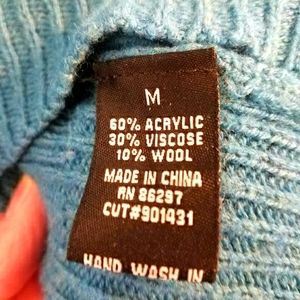 M
60% ACRYLIC
30% VISCOSE
10% WOOL
MADE IN CHINA
RN 86297
CUT#901431
HAND WASH IN